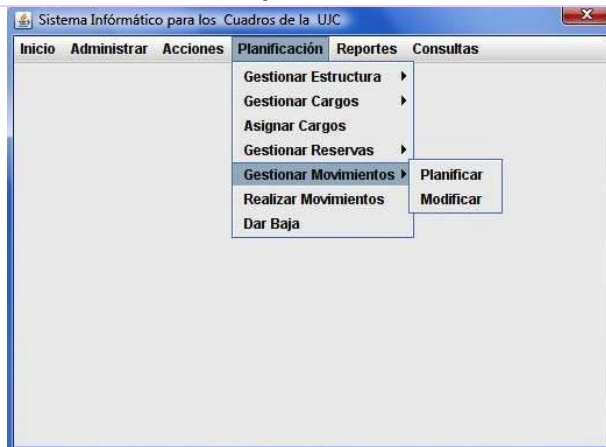 Sistema Infórmático para los Cuadros de la UJC
Inicio Administrar Acciones Planificación Reportes Consultas
Gestionar Estructura
Gestionar Cargos
Asignar Cargos
Gestionar Reservas
Gestionar Movimientos
Planificar
Realizar Movimientos
Modificar
Dar Baja